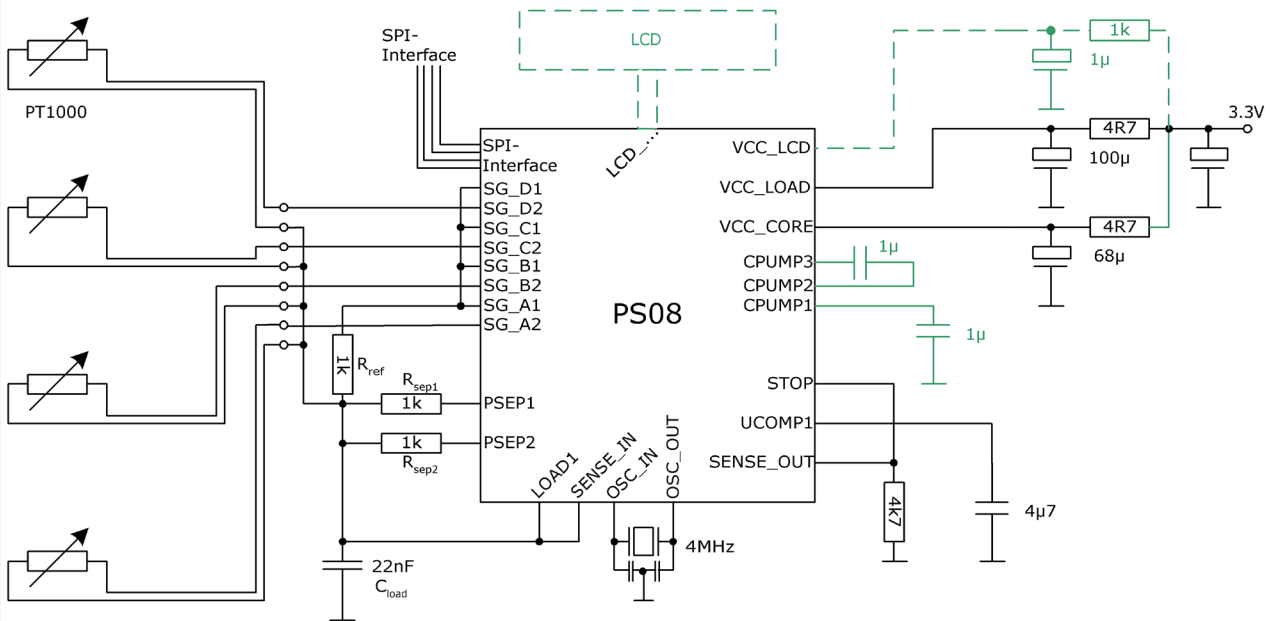 SPI-
Interface
LCD
1k
1µ
PT1000
3.3V
4R7
100µ
SPI-
Interface
LCD_...
VCC_LCD
VCC_LOAD
SG_D1
SG_D2
SG_C1
SG_C2
SG_B1
SG_B2
SG_A1
SG_A2
VCC_CORE
4R7
68µ
CPUMP3
1µ
CPUMP2
CPUMP1
1µ
PS08
1k
Rref
Rsep1
1k
PSEP1
1k
PSEP2
Rsep2
STOP
UCOMP1
SENSE_OUT
LOAD1
SENSE_IN
OSC_IN
OSC_OUT
4k7
4µ7
4MHz
22nF
Cload